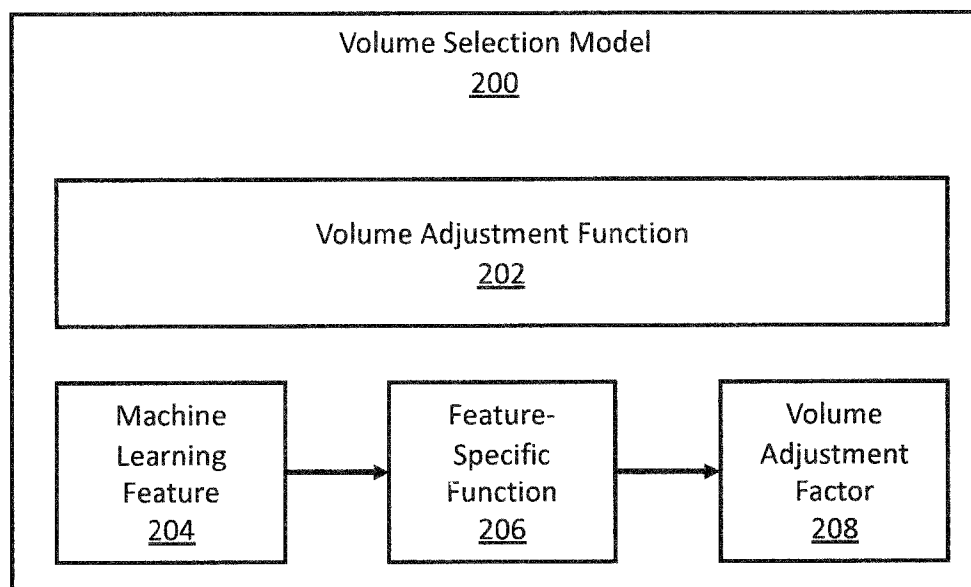 Volume Selection Model
200
Volume Adjustment Function
202
Machine
Learning
Feature
204
Feature-
Specific
Function
206
Volume
Adjustment
Factor
208